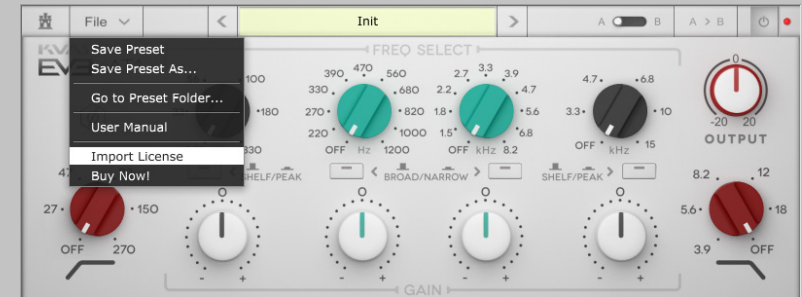 File
Init
A B
A > B
Save Preset
Save Preset As...
Go to Preset Folder...
User Manual
Import License
Buy Now!
FREQ SELECT
100
·180
330
390 470 560
330 680
270 820
220 1000
OFF Hz 1200
2.7 3.3 3.9
2.2 4.7
1.8 5.6
1.5 6.8
OFF kHz 8.2
4.7 6.8
3.3 10
OFF kHz 15
0
-20 20
OUTPUT
SHELF/PEAK
< BROAD/NARROW >
SHELF/PEAK >
27 150
OFF 270
0 0 0 0
- + - + - + - +
8.2 12
5.6 18
3.9 OFF
GAIN